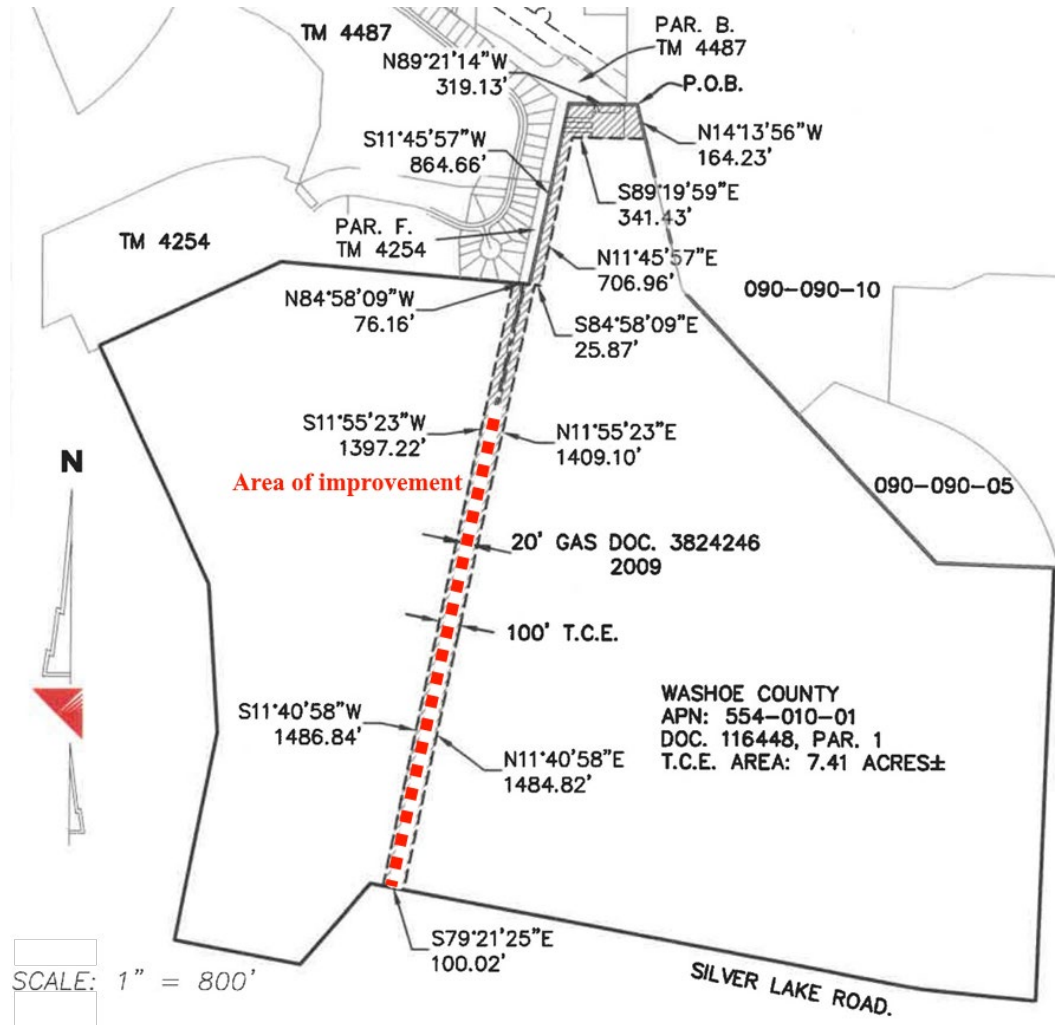 TM 4487
PAR. B.
TM 4487
N89°21'14"W
319.13'
P.O.B.
N14°13'56"W
164.23'
S11°45'57"W
864.66'
S89°19'59"E
341.43'
PAR. F.
TM 4254
TM 4254
N11°45'57"E
706.96'
090-090-10
N84°58'09"W
76.16'
S84°58'09"E
25.87'
S11°55'23"W
1397.22'
N11°55'23"E
1409.10'
N
Area of improvement
090-090-05
20' GAS DOC. 3824246
2009
100' T.C.E.
WASHOE COUNTY
APN: 554-010-01
DOC. 116448, PAR. 1
T.C.E. AREA: 7.41 ACRES±
S11°40'58"W
1486.84'
N11°40'58"E
1484.82'
S79°21'25"E
100.02'
SILVER LAKE ROAD.
SCALE: 1" = 800'